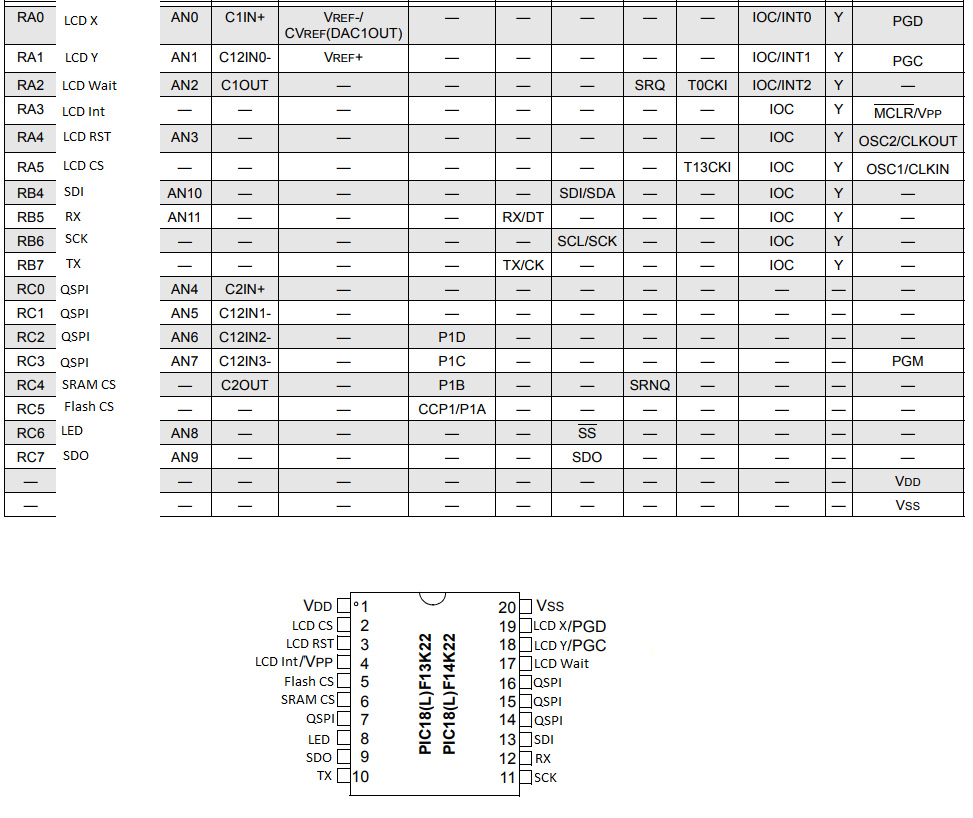 RA0 LCD X AN0 C1IN+ VREF-/ CVREF(DAC1OUT) — — — — — IOC/INT0 Y PGD
RA1 LCD Y AN1 C12IN0- VREF+ — — — — — IOC/INT1 Y PGC
RA2 LCD Wait AN2 C1OUT — — — — SRQ T0CKI IOC/INT2 Y —
RA3 LCD Int — — — — — — — — IOC Y MCLR/VPP
RA4 LCD RST AN3 — — — — — — — IOC Y OSC2/CLKOUT
RA5 LCD CS — — — — — — — T13CKI IOC Y OSC1/CLKIN
RB4 SDI AN10 — — — — SDI/SDA — — IOC Y —
RB5 RX AN11 — — — RX/DT — — — IOC Y —
RB6 SCK — — — — — SCL/SCK — — IOC Y —
RB7 TX — — — — TX/CK — — — IOC Y —
RC0 QSPI AN4 C2IN+ — — — — — — — — —
RC1 QSPI AN5 C12IN1- — — — — — — — — —
RC2 QSPI AN6 C12IN2- — P1D — — — — — — —
RC3 QSPI AN7 C12IN3- — P1C — — — — — — PGM
RC4 SRAM CS — C2OUT — P1B — — SRNQ — — — —
RC5 Flash CS — — — CCP1/P1A — — — — — — —
RC6 LED AN8 — — — — SS — — — — —
RC7 SDO AN9 — — — — SDO — — — — —
— — — — — — — — — — — VDD
— — — — — — — — — — — VSS
VDD 1 20 VSS
LCD CS 2 19 LCD X/PGD
LCD RST 3 18 LCD Y/PGC
LCD Int/VPP 4 17 LCD Wait
Flash CS 5 16 QSPI
SRAM CS 6 15 QSPI
QSPI 7 14 QSPI
LED 8 13 SDI
SDO 9 12 RX
TX 10 11 SCK
PIC18(L)F13K22
PIC18(L)F14K22